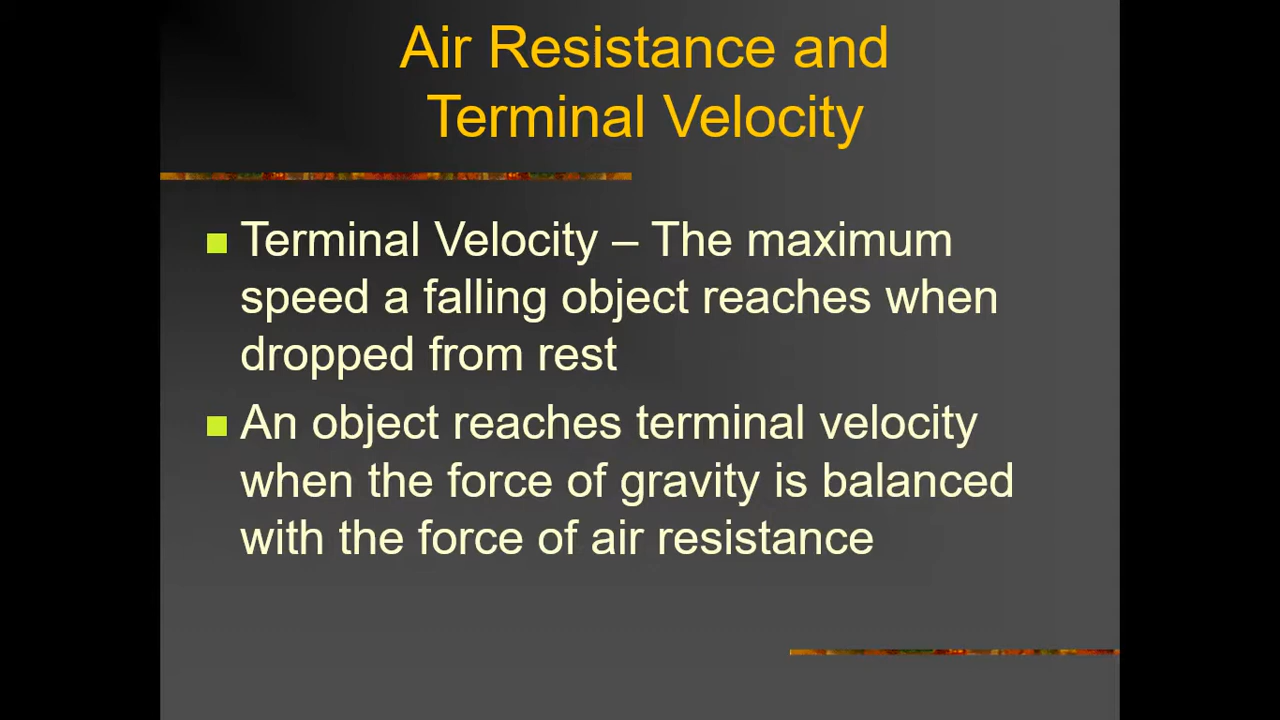 Air Resistance and
Terminal Velocity
Terminal Velocity – The maximum
speed a falling object reaches when
dropped from rest
An object reaches terminal velocity
when the force of gravity is balanced
with the force of air resistance